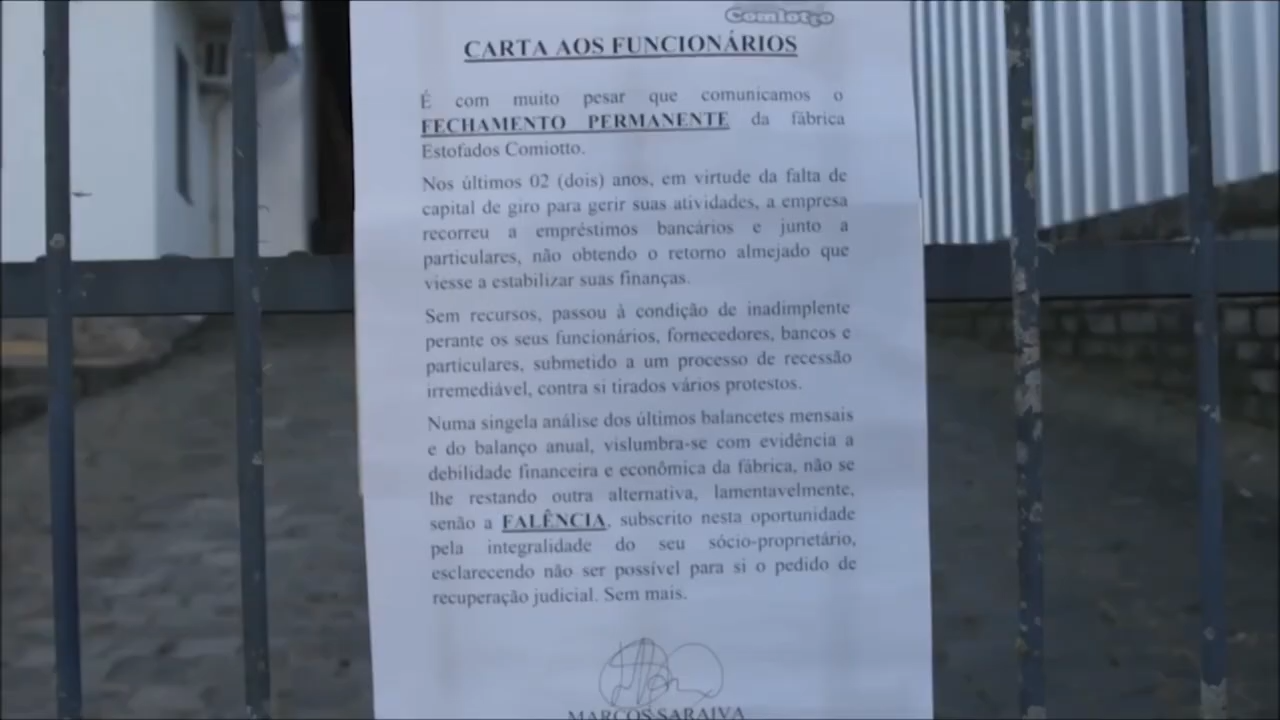 Comiotto
CARTA AOS FUNCIONÁRIOS
É com muito pesar que comunicamos o
FECHAMENTO PERMANENTE da fábrica
Estofados Comiotto.
Nos últimos 02 (dois) anos, em virtude da falta de
capital de giro para gerir suas atividades, a empresa
recorreu a empréstimos bancários e junto a
particulares, não obtendo o retorno almejado que
viesse a estabilizar suas finanças.
Sem recursos, passou à condição de inadimplente
perante os seus funcionários, fornecedores, bancos e
particulares, submetido a um processo de recessão
irremediável, contra si tirados vários protestos.
Numa singela análise dos últimos balancetes mensais
e do balanço anual, vislumbra-se com evidência a
debilidade financeira e econômica da fábrica, não se
lhe restando outra alternativa, lamentavelmente,
senão a FALÊNCIA, subscrito nesta oportunidade
pela integralidade do seu sócio-proprietário,
esclarecendo não ser possível para si o pedido de
recuperação judicial. Sem mais.
MARCOS SARAIVA